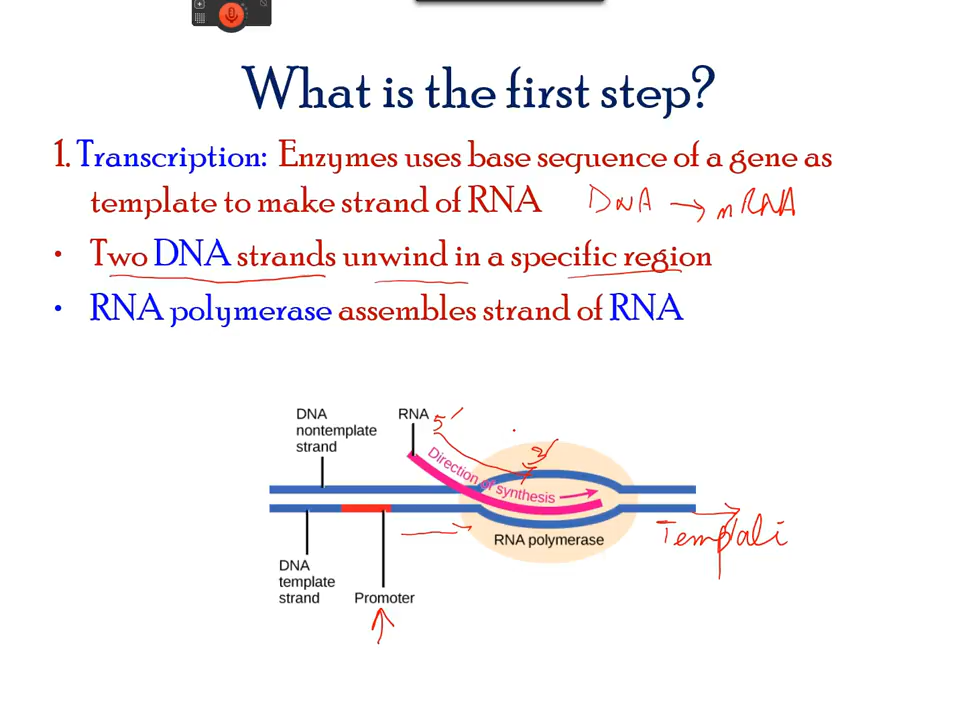 What is the first step?
1. Transcription: Enzymes uses base sequence of a gene as
template to make strand of RNA DNA → mRNA
• Two DNA strands unwind in a specific region
• RNA polymerase assembles strand of RNA
DNA
nontemplate
strand
RNA 5'
3'
Direction of synthesis
RNA polymerase
DNA
template
strand
Promoter